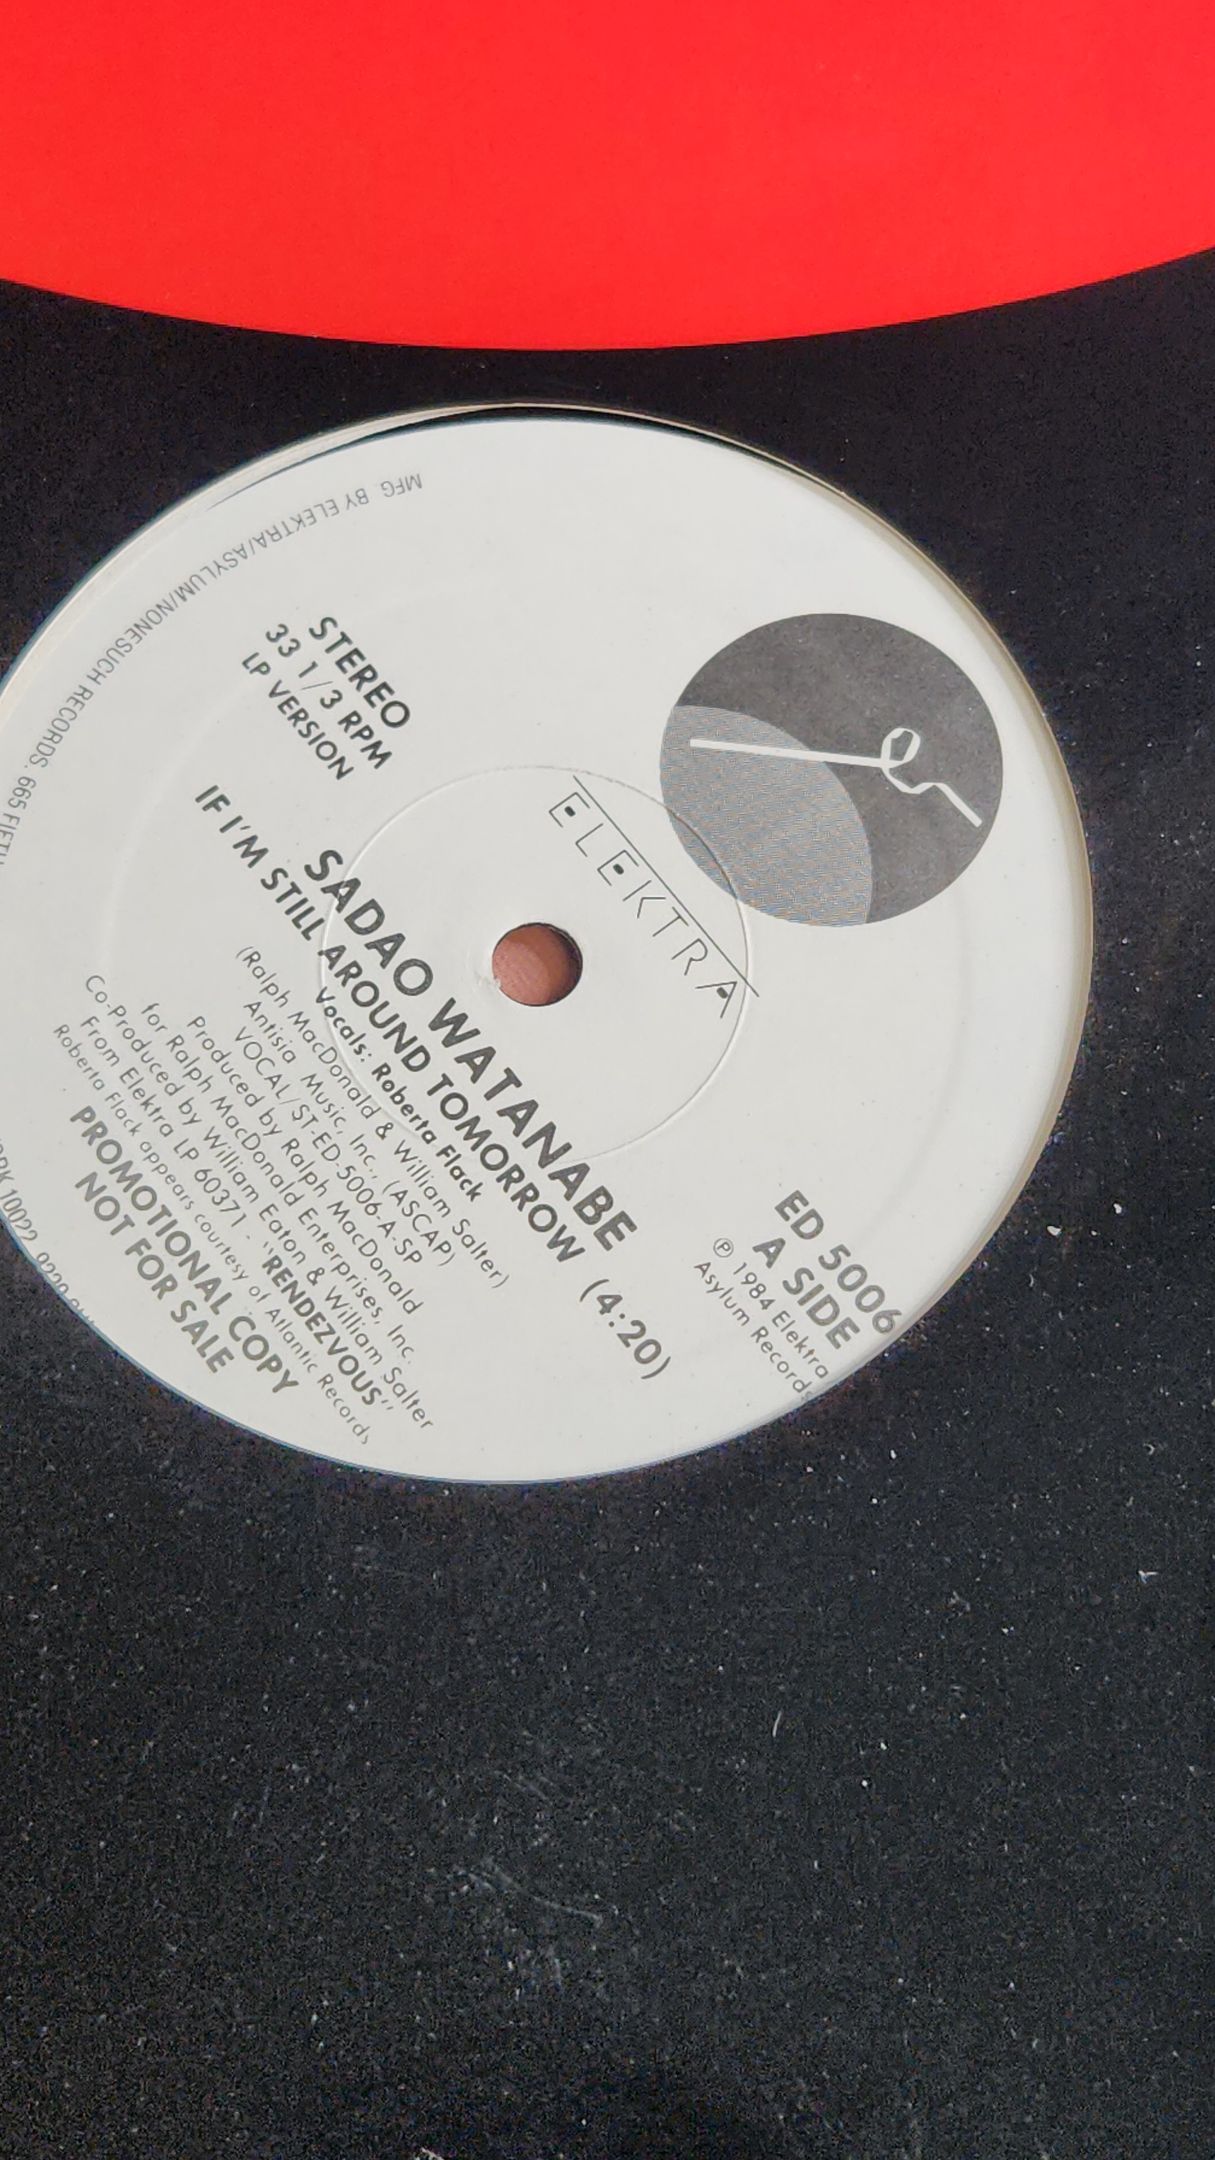 ELEKTRA
STEREO
33 1/3 RPM
LP VERSION
ED 5006
A SIDE
℗ 1984 Elektra
Asylum Records
SADAO WATANABE
IF I'M STILL AROUND TOMORROW (4:20)
Vocals: Roberta Flack
(Ralph MacDonald & William Salter)
Antisia Music, Inc., (ASCAP)
VOCAL/ST-ED-5006-A-SP
Produced by Ralph MacDonald
for Ralph MacDonald Enterprises, Inc.
Co-Produced by William Eaton & William Salter
From Elektra LP 60371 - "RENDEZVOUS"
Roberta Flack appears courtesy of Atlantic Records
PROMOTIONAL COPY
NOT FOR SALE
MFG. BY ELEKTRA/ASYLUM/NONESUCH RECORDS. 665 10022